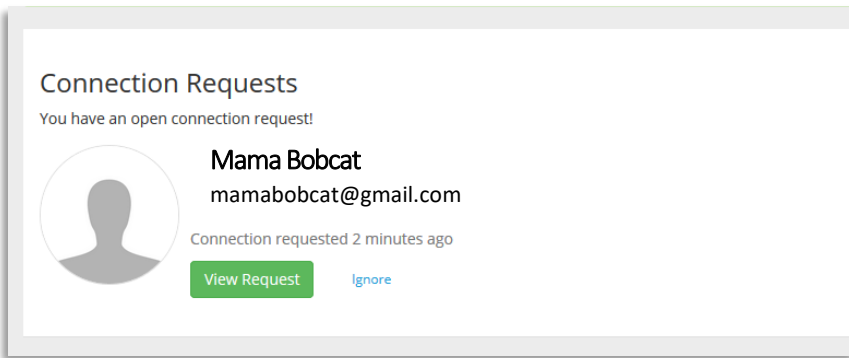 Connection Requests
You have an open connection request!
Mama Bobcat
mamabobcat@gmail.com
Connection requested 2 minutes ago
View Request Ignore